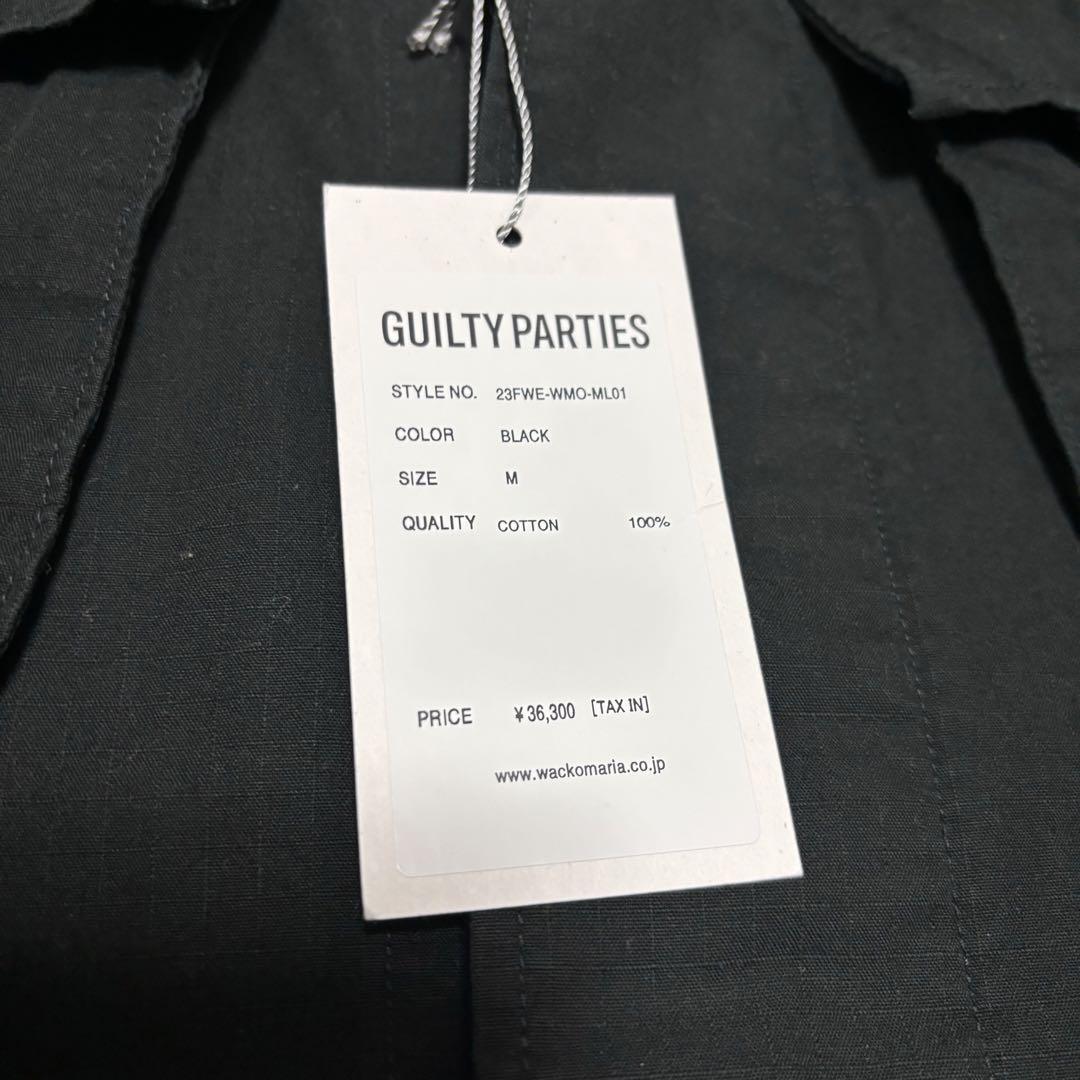 GUILTY PARTIES
STYLE NO. 23FWE-WMO-ML01
COLOR BLACK
SIZE M
QUALITY COTTON 100%
PRICE ¥36,300 [TAX IN]
www.wackomaria.co.jp